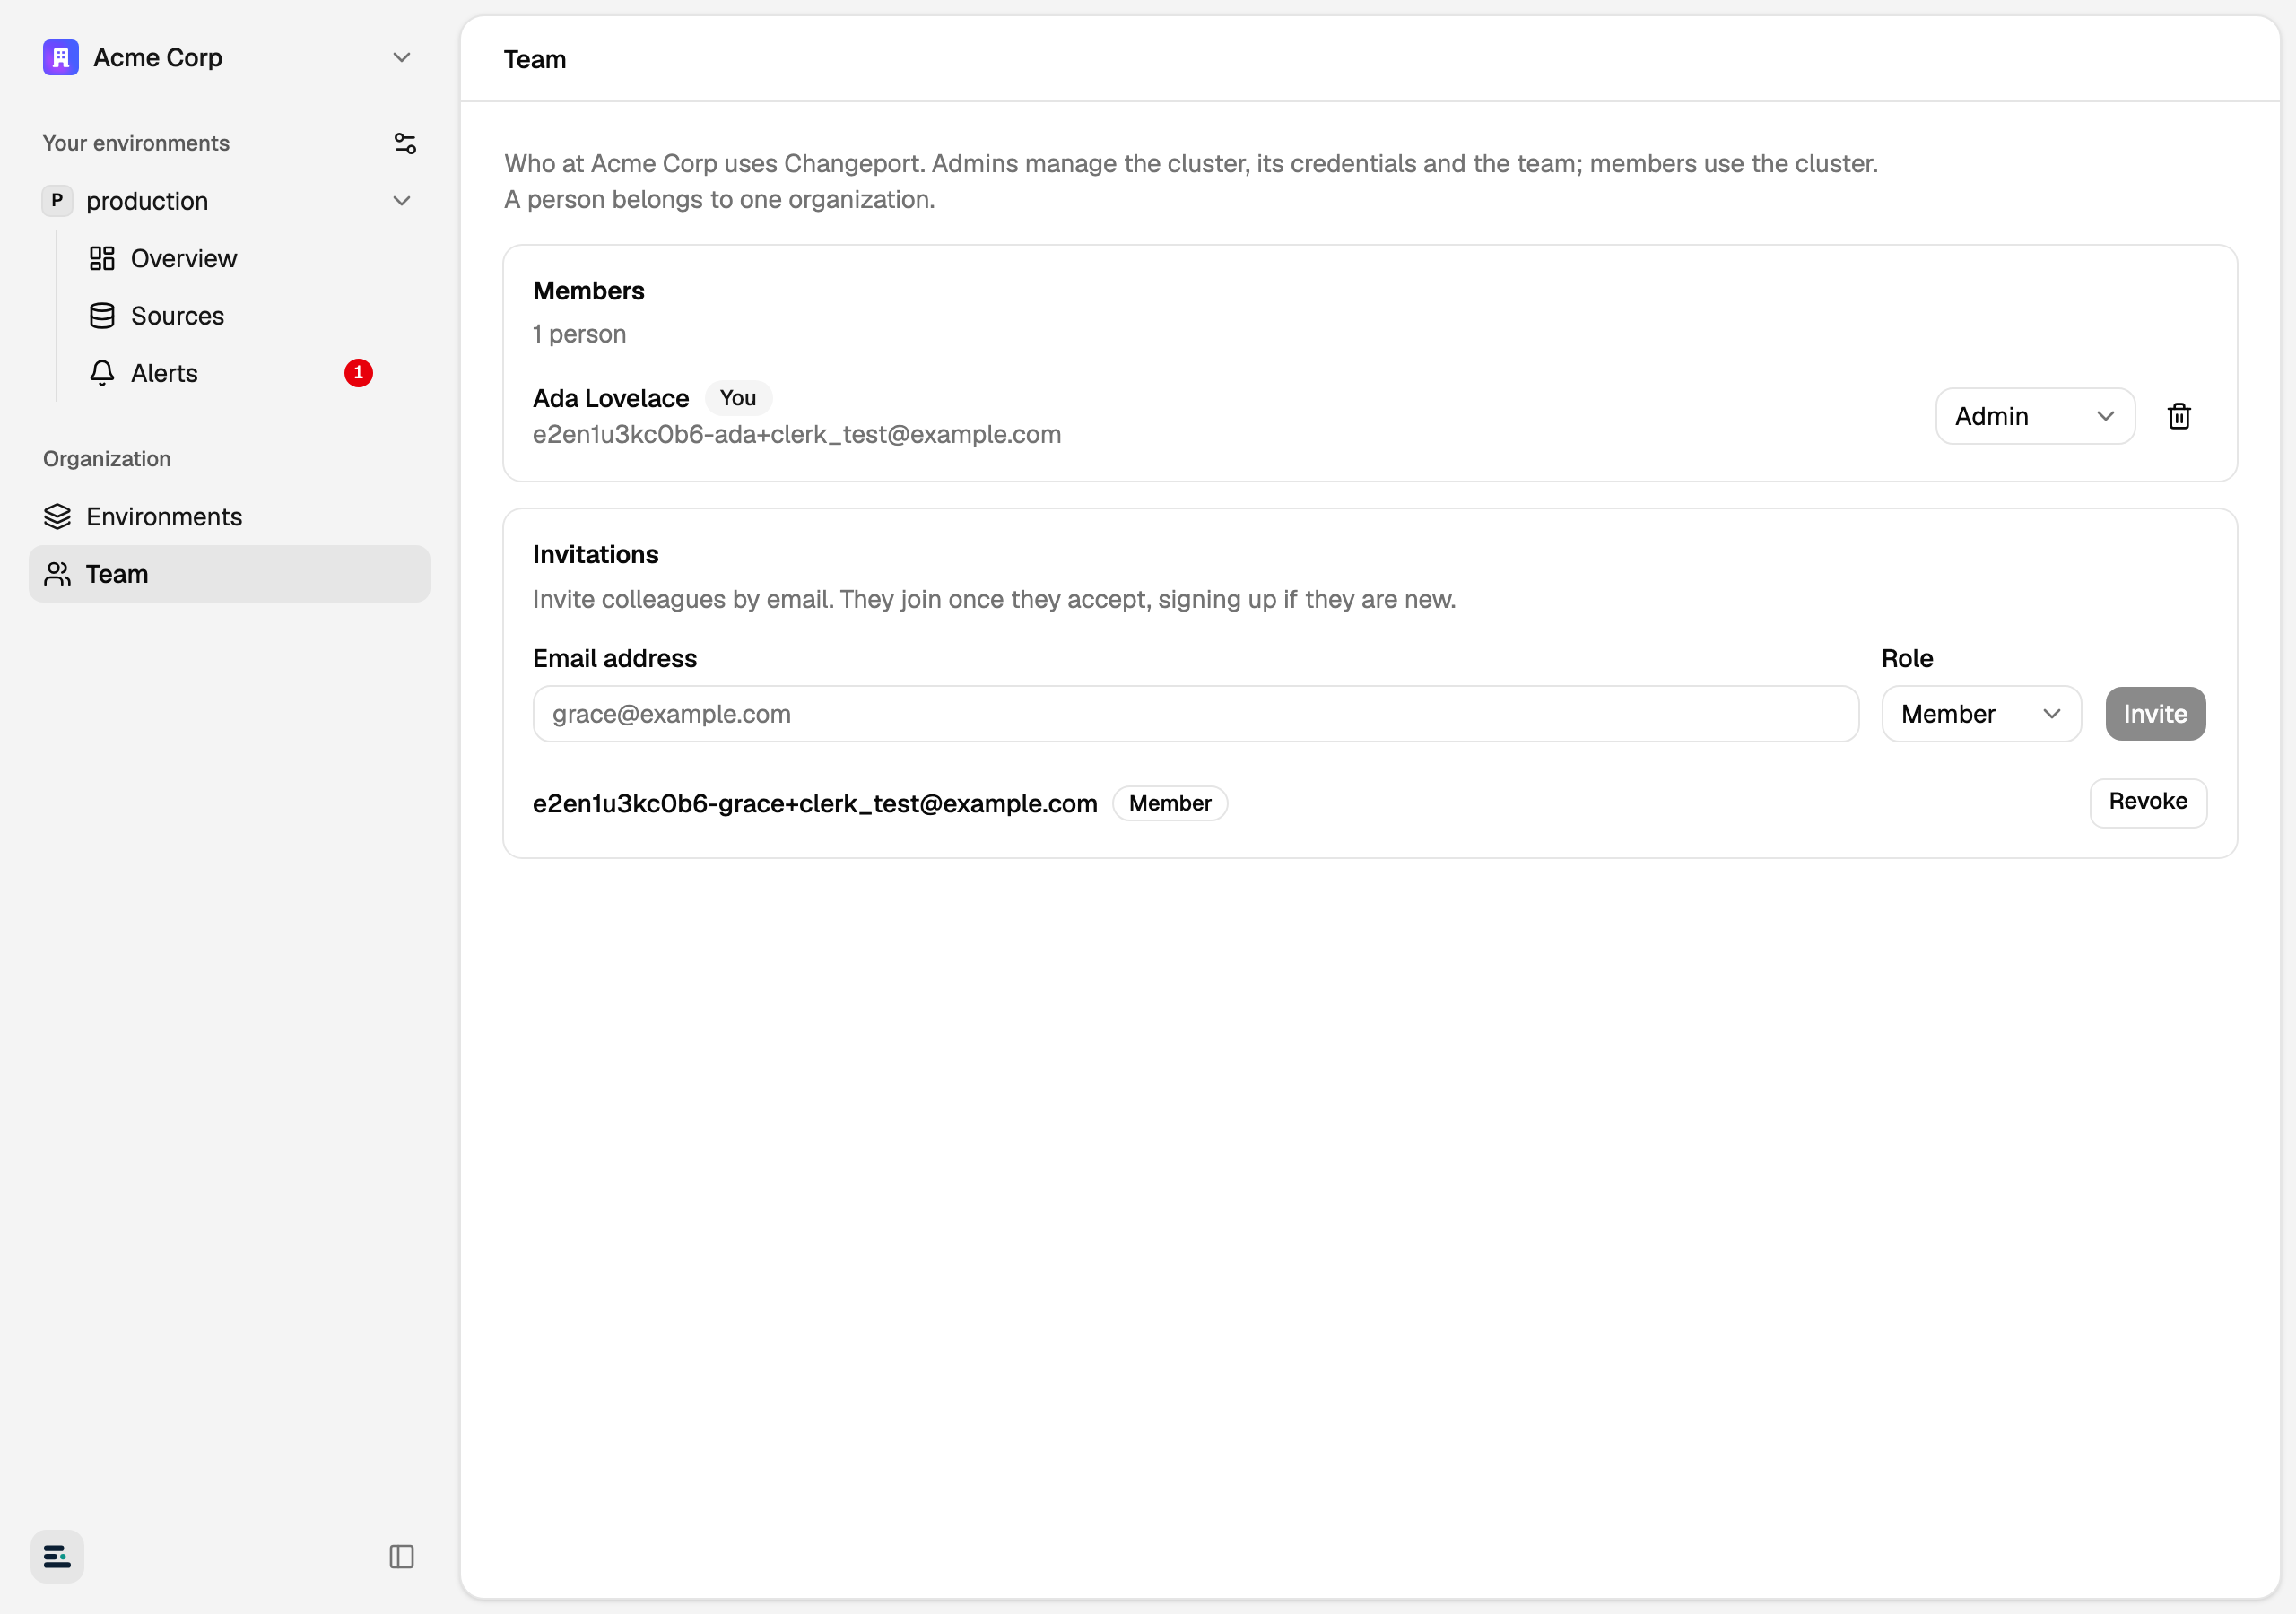 Acme Corp
Your environments
P production
Overview
Sources
Alerts 1
Organization
Environments
Team
Team
Who at Acme Corp uses Changeport. Admins manage the cluster, its credentials and the team; members use the cluster.
A person belongs to one organization.
Members
1 person
Ada Lovelace You
e2en1u3kc0b6-ada+clerk_test@example.com
Admin
Invitations
Invite colleagues by email. They join once they accept, signing up if they are new.
Email address Role
grace@example.com Member Invite
e2en1u3kc0b6-grace+clerk_test@example.com Member Revoke